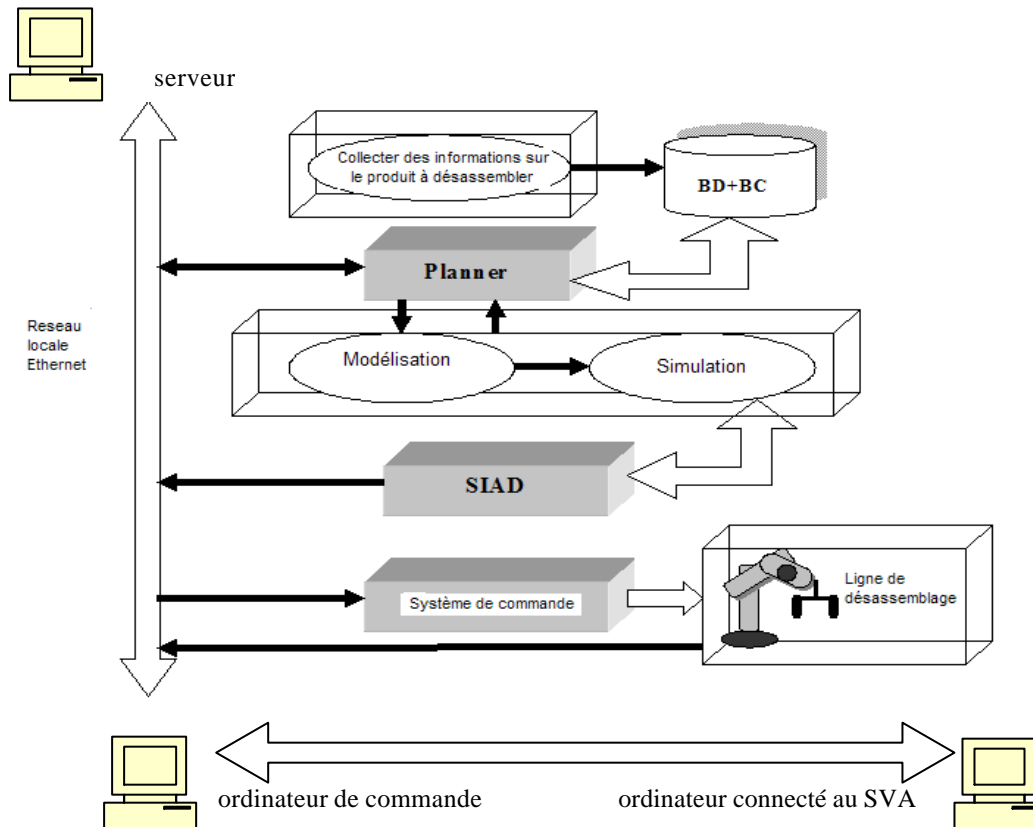 serveur
Collecter des informations sur
le produit à désassembler
BD+BC
Planner
Reseau
locale
Ethernet
Modélisation
Simulation
SIAD
Système de commande
Ligne de
désassemblage
ordinateur de commande
ordinateur connecté au SVA